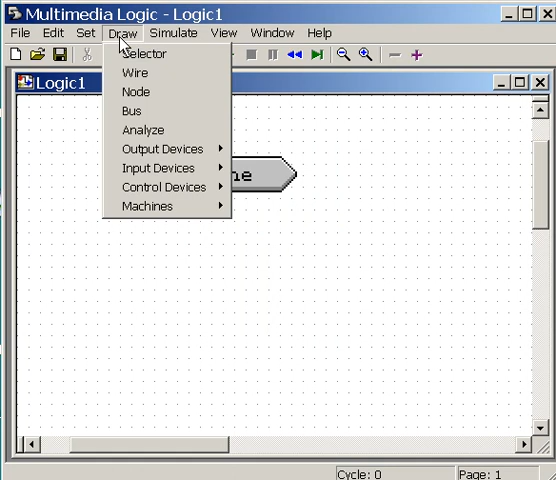 Multimedia Logic - Logic1
File Edit Set Draw Simulate View Window Help
Logic1
Selector
Wire
Node
Bus
Analyze
Output Devices
Input Devices
Control Devices
Machines
ne
Cycle: 0 Page: 1